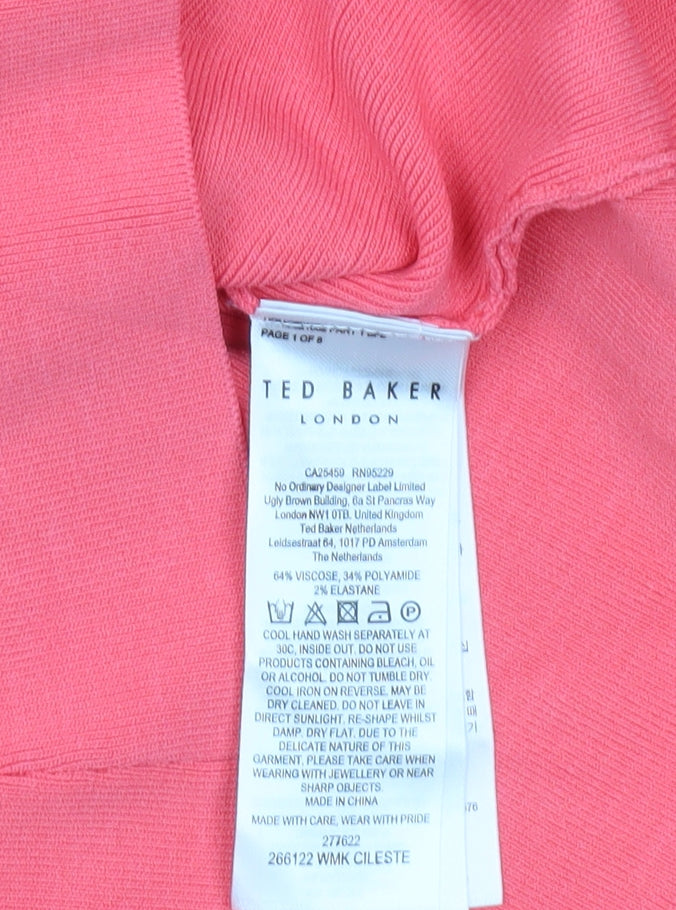 PAGE 1 OF 8
TED BAKER
LONDON
CA25459 RN95229
No Ordinary Designer Label Limited
Ugly Brown Building, 6a St Pancras Way
London NW1 0TB. United Kingdom
Ted Baker Netherlands
Leidsestraat 64, 1017 PD Amsterdam
The Netherlands
64% VISCOSE, 34% POLYAMIDE
2% ELASTANE
COOL HAND WASH SEPARATELY AT
30C, INSIDE OUT. DO NOT USE
PRODUCTS CONTAINING BLEACH, OIL
OR ALCOHOL. DO NOT TUMBLE DRY.
COOL IRON ON REVERSE. MAY BE
DRY CLEANED. DO NOT LEAVE IN
DIRECT SUNLIGHT. RE-SHAPE WHILST
DAMP. DRY FLAT. DUE TO THE
DELICATE NATURE OF THIS
GARMENT, PLEASE TAKE CARE WHEN
WEARING WITH JEWELLERY OR NEAR
SHARP OBJECTS.
MADE IN CHINA
MADE WITH CARE, WEAR WITH PRIDE
277622
266122 WMK CILESTE